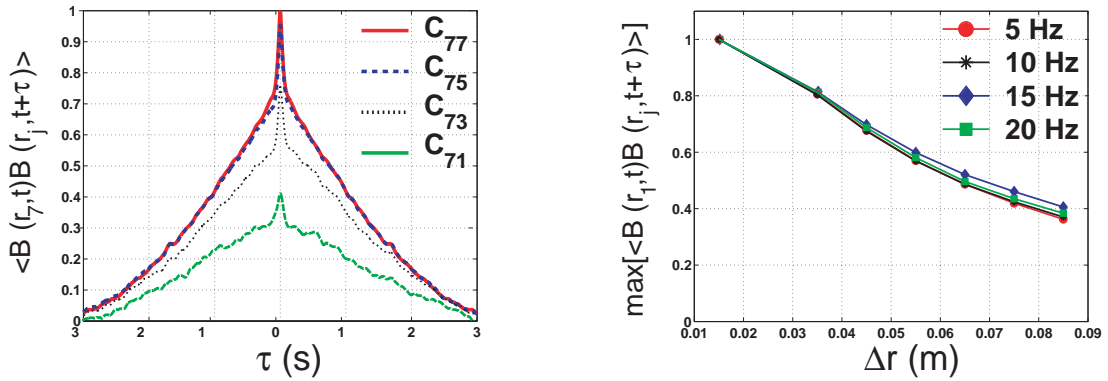 <B (r7,t)B (rj,t+τ)>
1
0.9
0.8
0.7
0.6
0.5
0.4
0.3
0.2
0.1
0
3 2 1 0 1 2 3
τ (s)
C77
C75
C73
C71
max[<B (r1,t)B (rj,t+τ)>]
1
0.8
0.6
0.4
0.2
0
0.01 0.02 0.03 0.04 0.05 0.06 0.07 0.08 0.09
Δr (m)
5 Hz
10 Hz
15 Hz
20 Hz